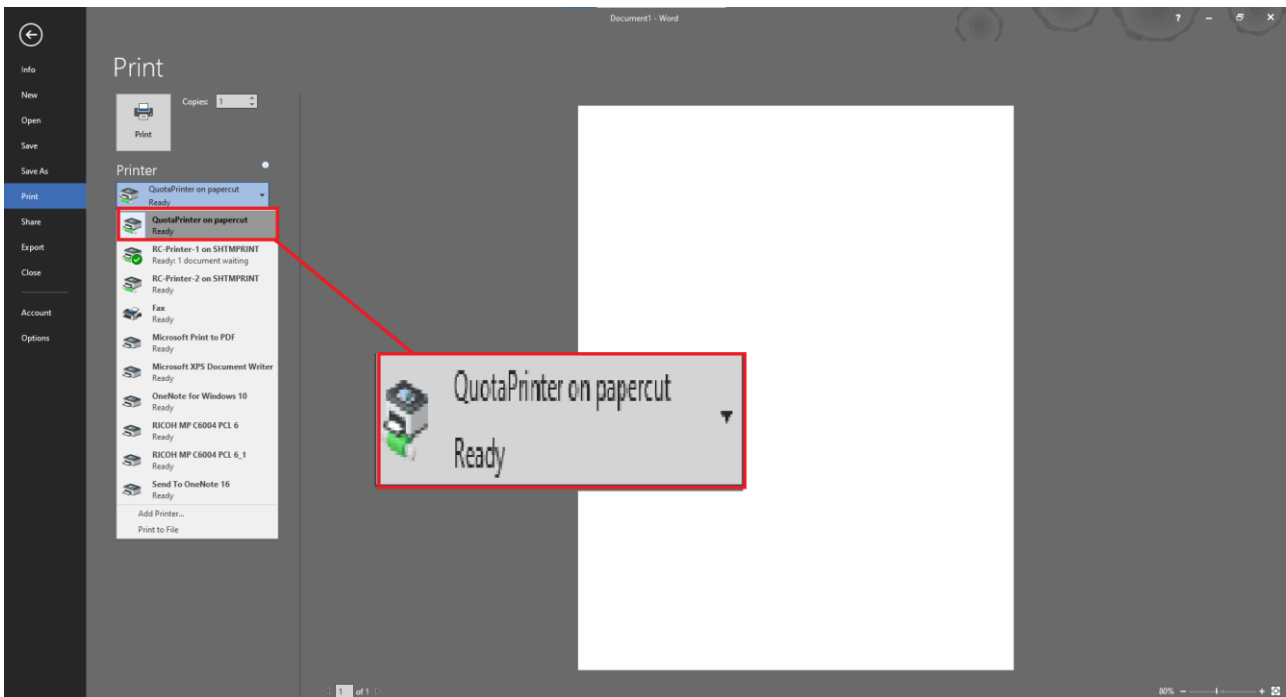 Document1 - Word
?
Info
New
Open
Save
Save As
Print
Share
Export
Close
Account
Options
Print
Print
Copies: 1
Printer
QuotaPrinter on papercut
Ready
QuotaPrinter on papercut
Ready
RC-Printer-1 on SHTMPRINT
Ready: 1 document waiting
RC-Printer-2 on SHTMPRINT
Ready
Fax
Ready
Microsoft Print to PDF
Ready
Microsoft XPS Document Writer
Ready
OneNote for Windows 10
Ready
RICOH MP C6004 PCL 6
Ready
RICOH MP C6004 PCL 6_1
Ready
Send To OneNote 16
Ready
Add Printer...
Print to File
QuotaPrinter on papercut
Ready
1 of 1
80%